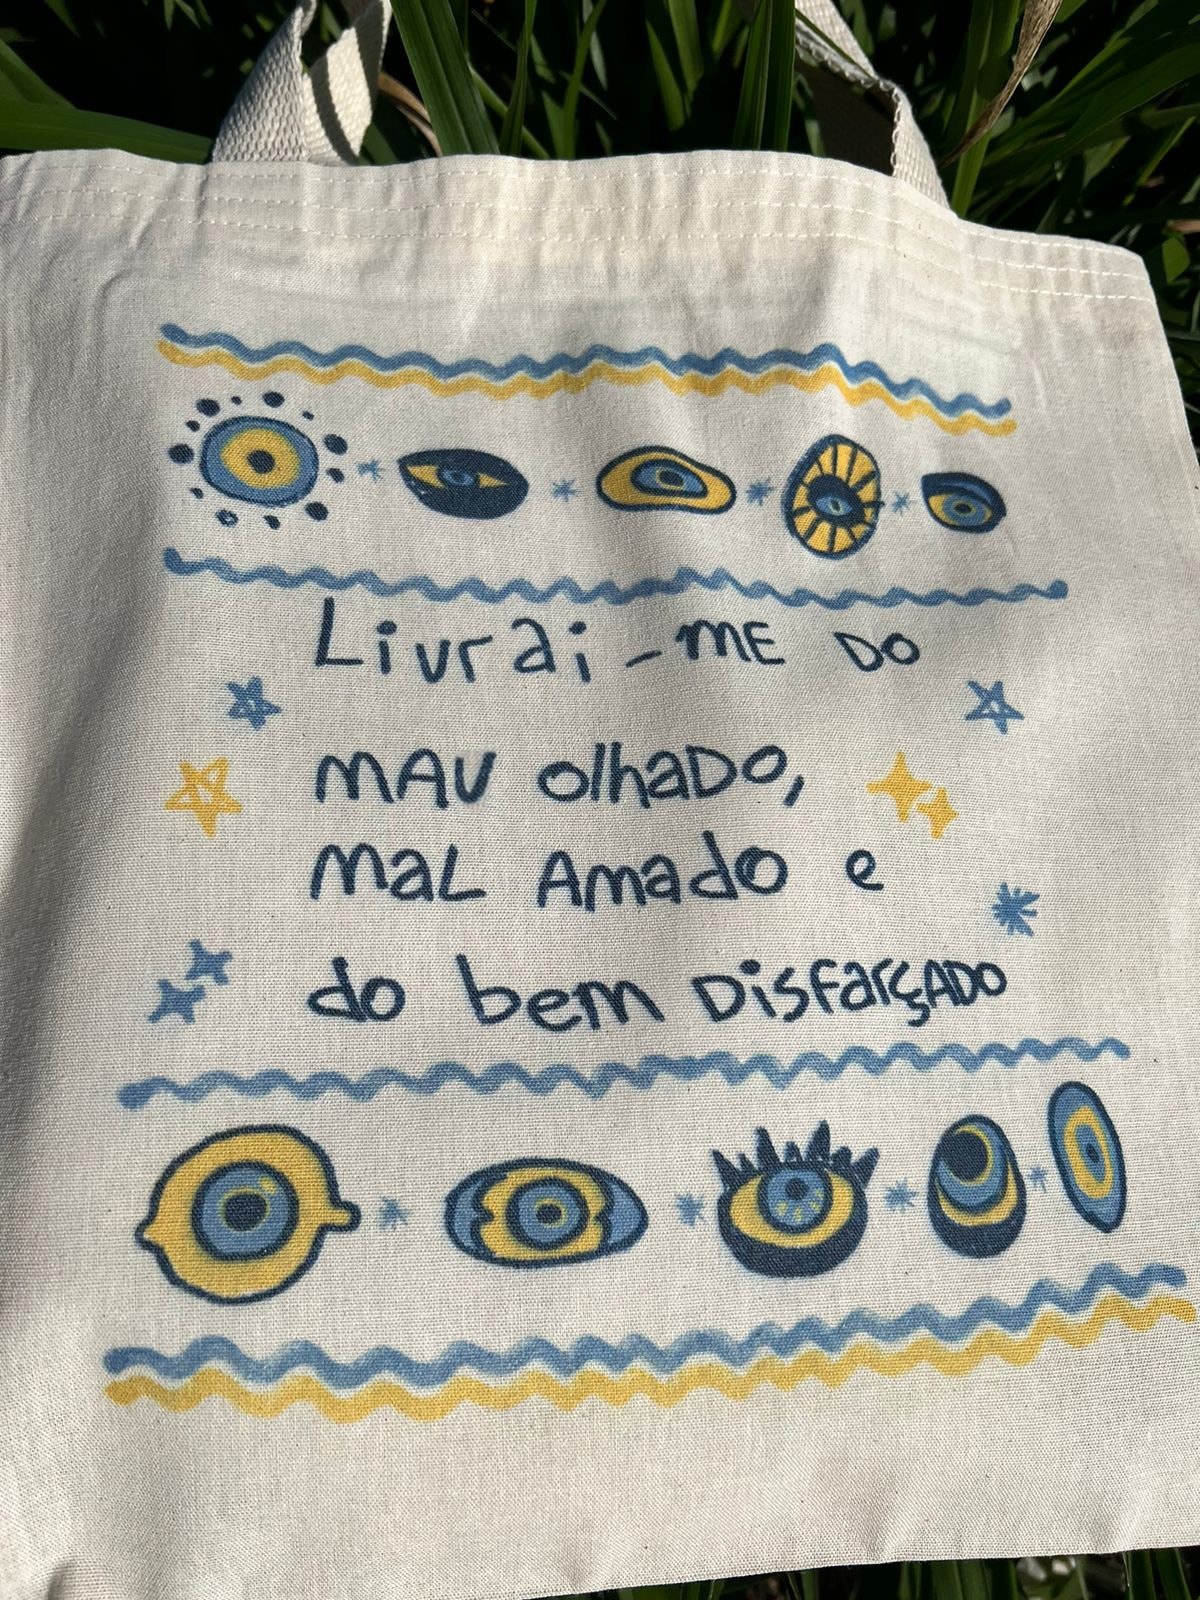 Livrai-ME DO
MAU olhaDO,
MaL Amado e
do bem DisfarçADO